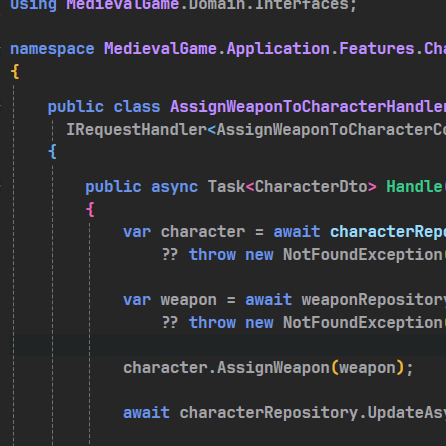 using MedievalGame.Domain.Interfaces;
namespace MedievalGame.Application.Features.Cha
{
public class AssignWeaponToCharacterHandler
IRequestHandler<AssignWeaponToCharacterCo
{
public async Task<CharacterDto> Handle(
{
var character = await characterRepo
?? throw new NotFoundException(
var weapon = await weaponRepository
?? throw new NotFoundException(
character.AssignWeapon(weapon);
await characterRepository.UpdateAsy